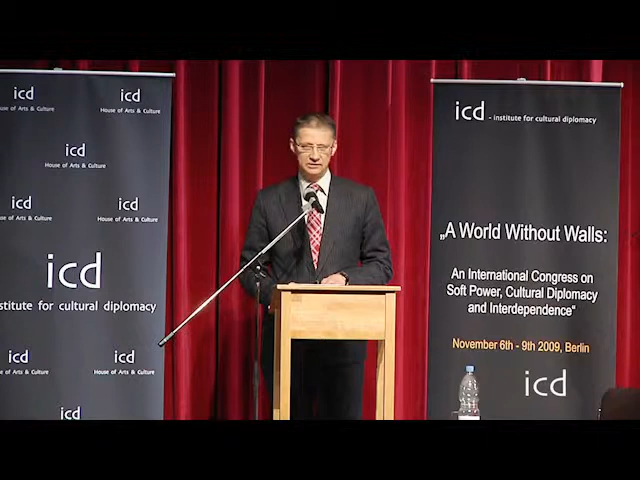 icd
House of Arts & Culture
icd
House of Arts & Culture
icd
House of Arts & Culture
icd
House of Arts & Culture
icd
House of Arts & Culture
icd
nstitute for cultural diplomacy
icd
House of Arts & Culture
icd
House of Arts & Culture
icd
icd - institute for cultural diplomacy
„A World Without Walls:
An International Congress on
Soft Power, Cultural Diplomacy
and Interdependence“
November 6th - 9th 2009, Berlin
icd